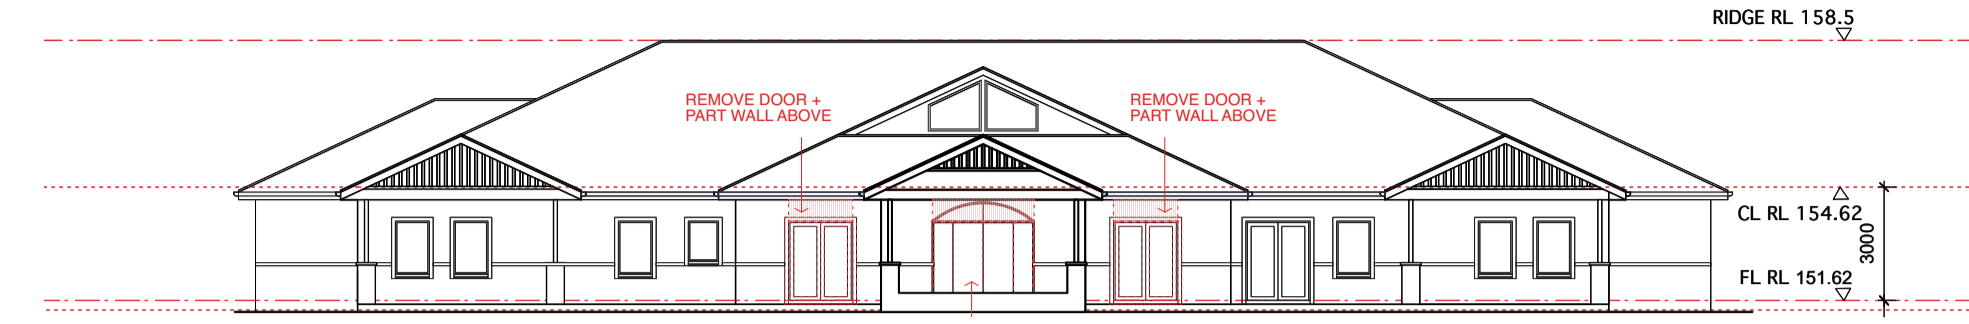 RIDGE RL 158.5
REMOVE DOOR +
PART WALL ABOVE
REMOVE DOOR +
PART WALL ABOVE
CL RL 154.62
3000
FL RL 151.62